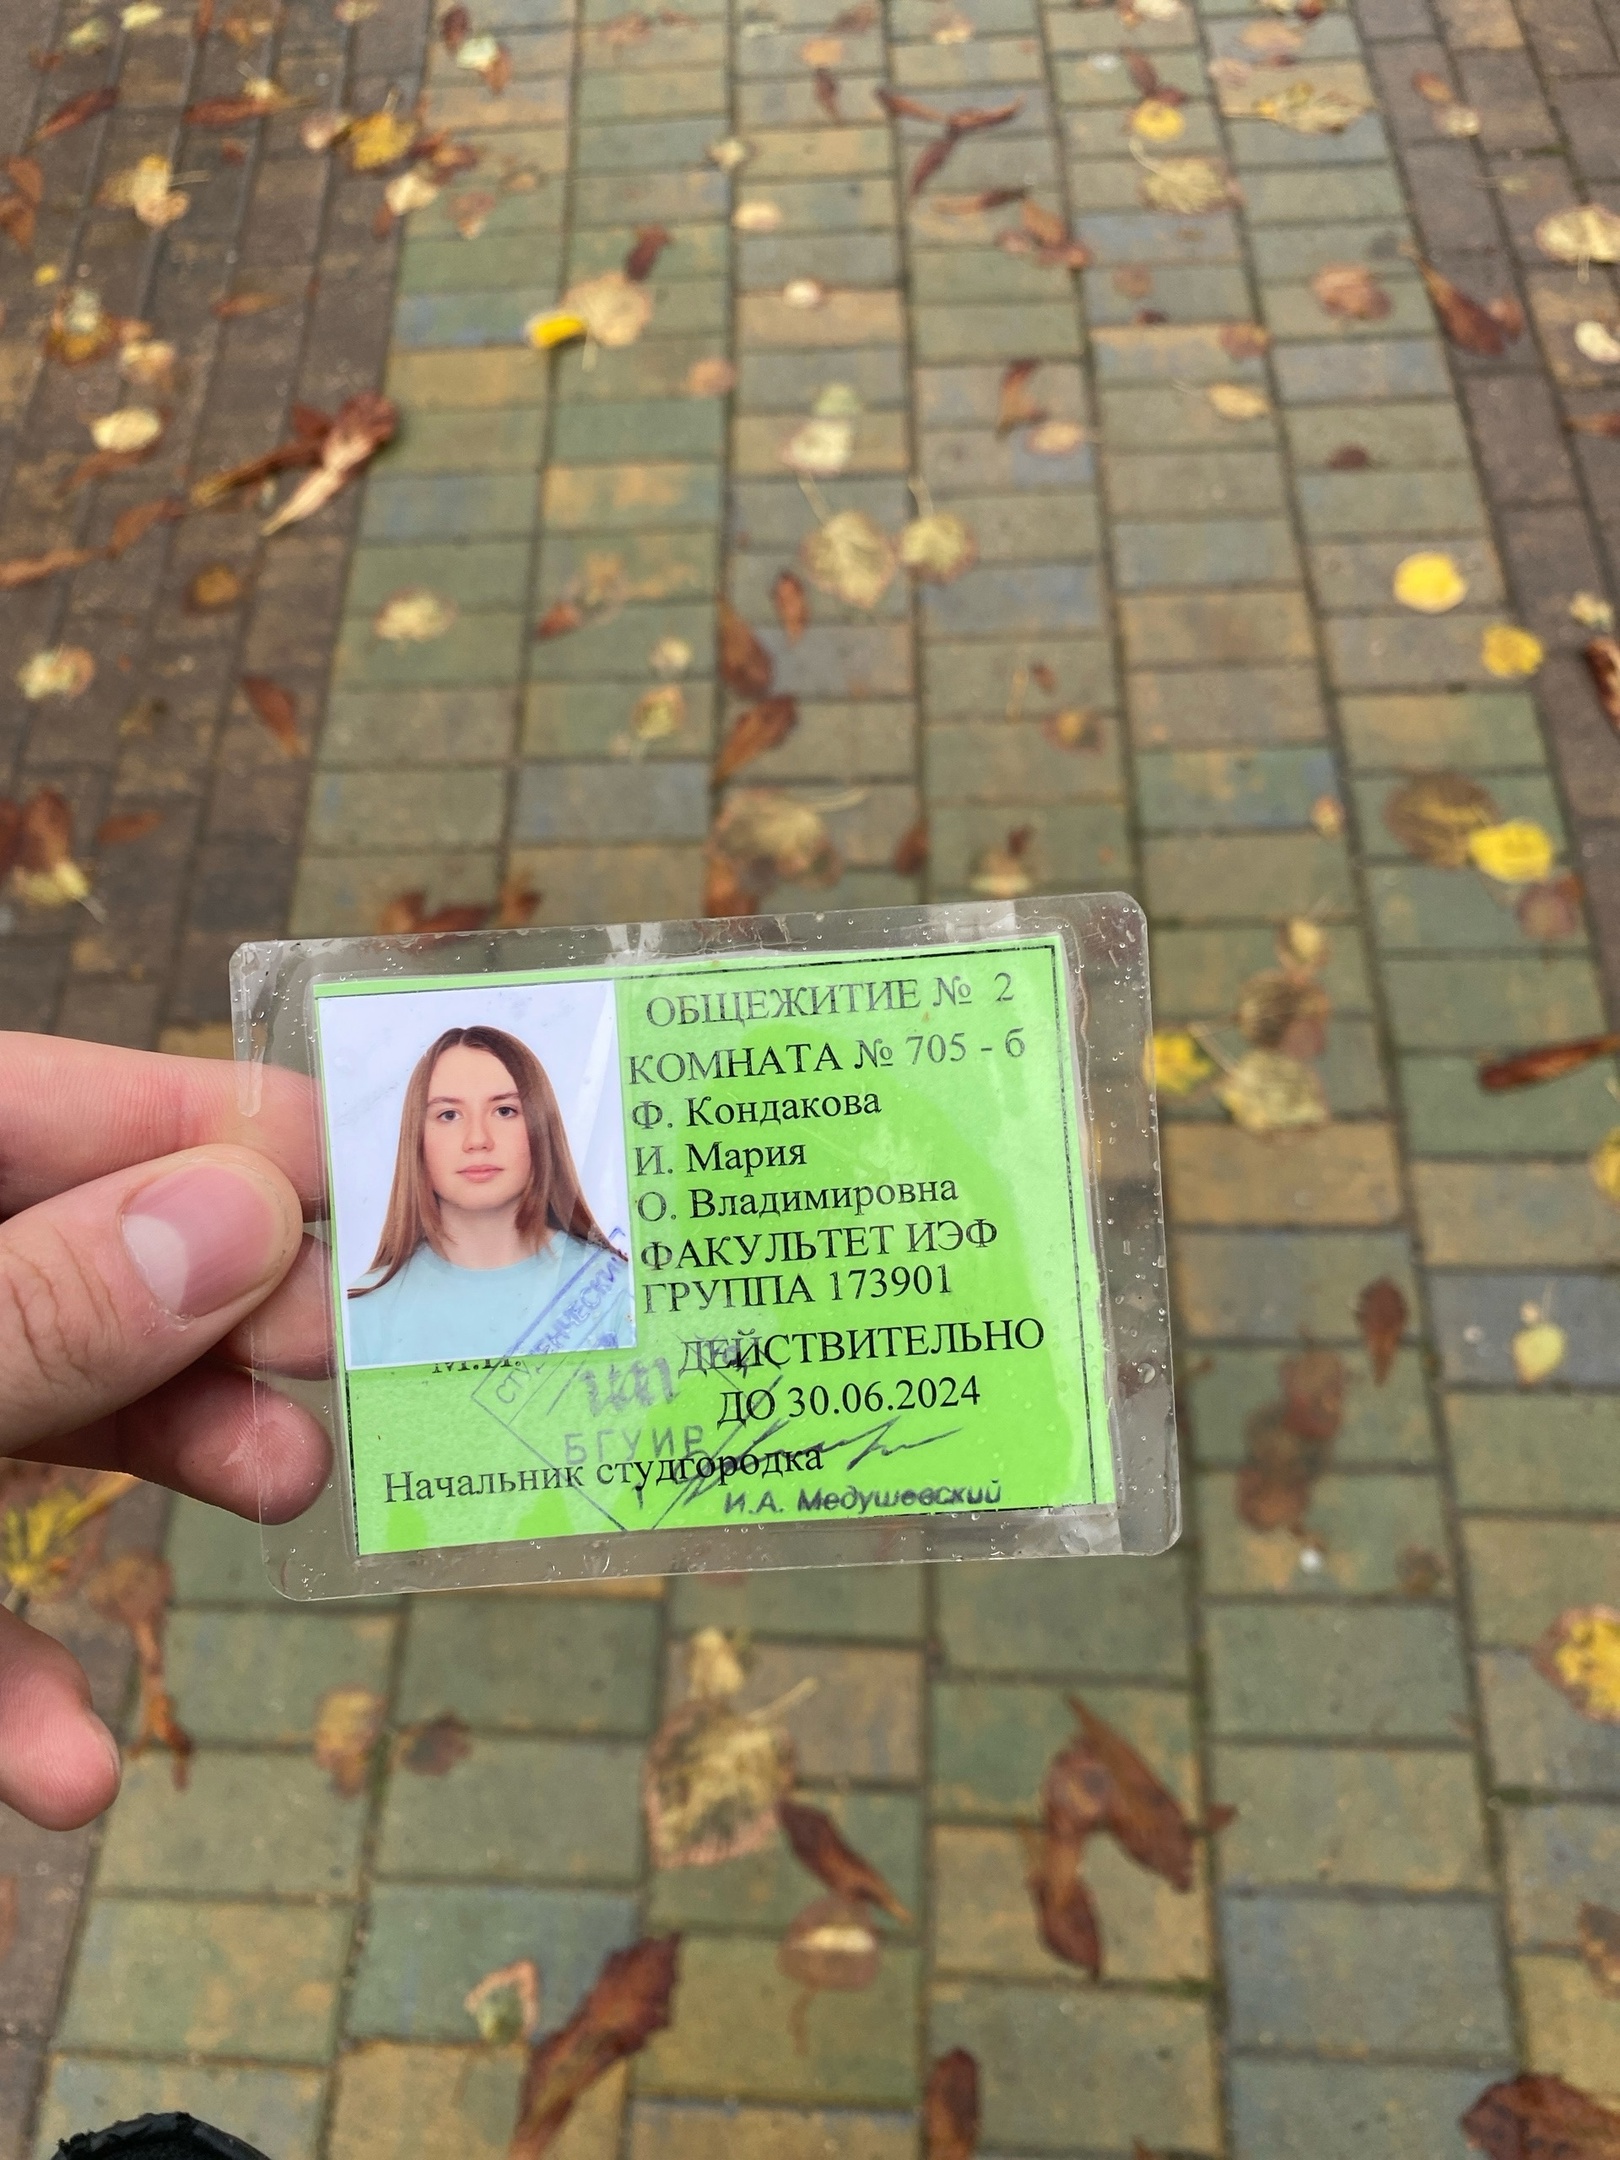 ОБЩЕЖИТИЕ № 2
КОМНАТА № 705 - б
Ф. Кондакова
И. Мария
О. Владимировна
ФАКУЛЬТЕТ ИЭФ
ГРУППА 173901
ДЕЙСТВИТЕЛЬНО
ДО 30.06.2024
М.П.
СТУДЕНЧЕСКИЙ
БГУИР
Начальник студгородка
И.А. Медушевский